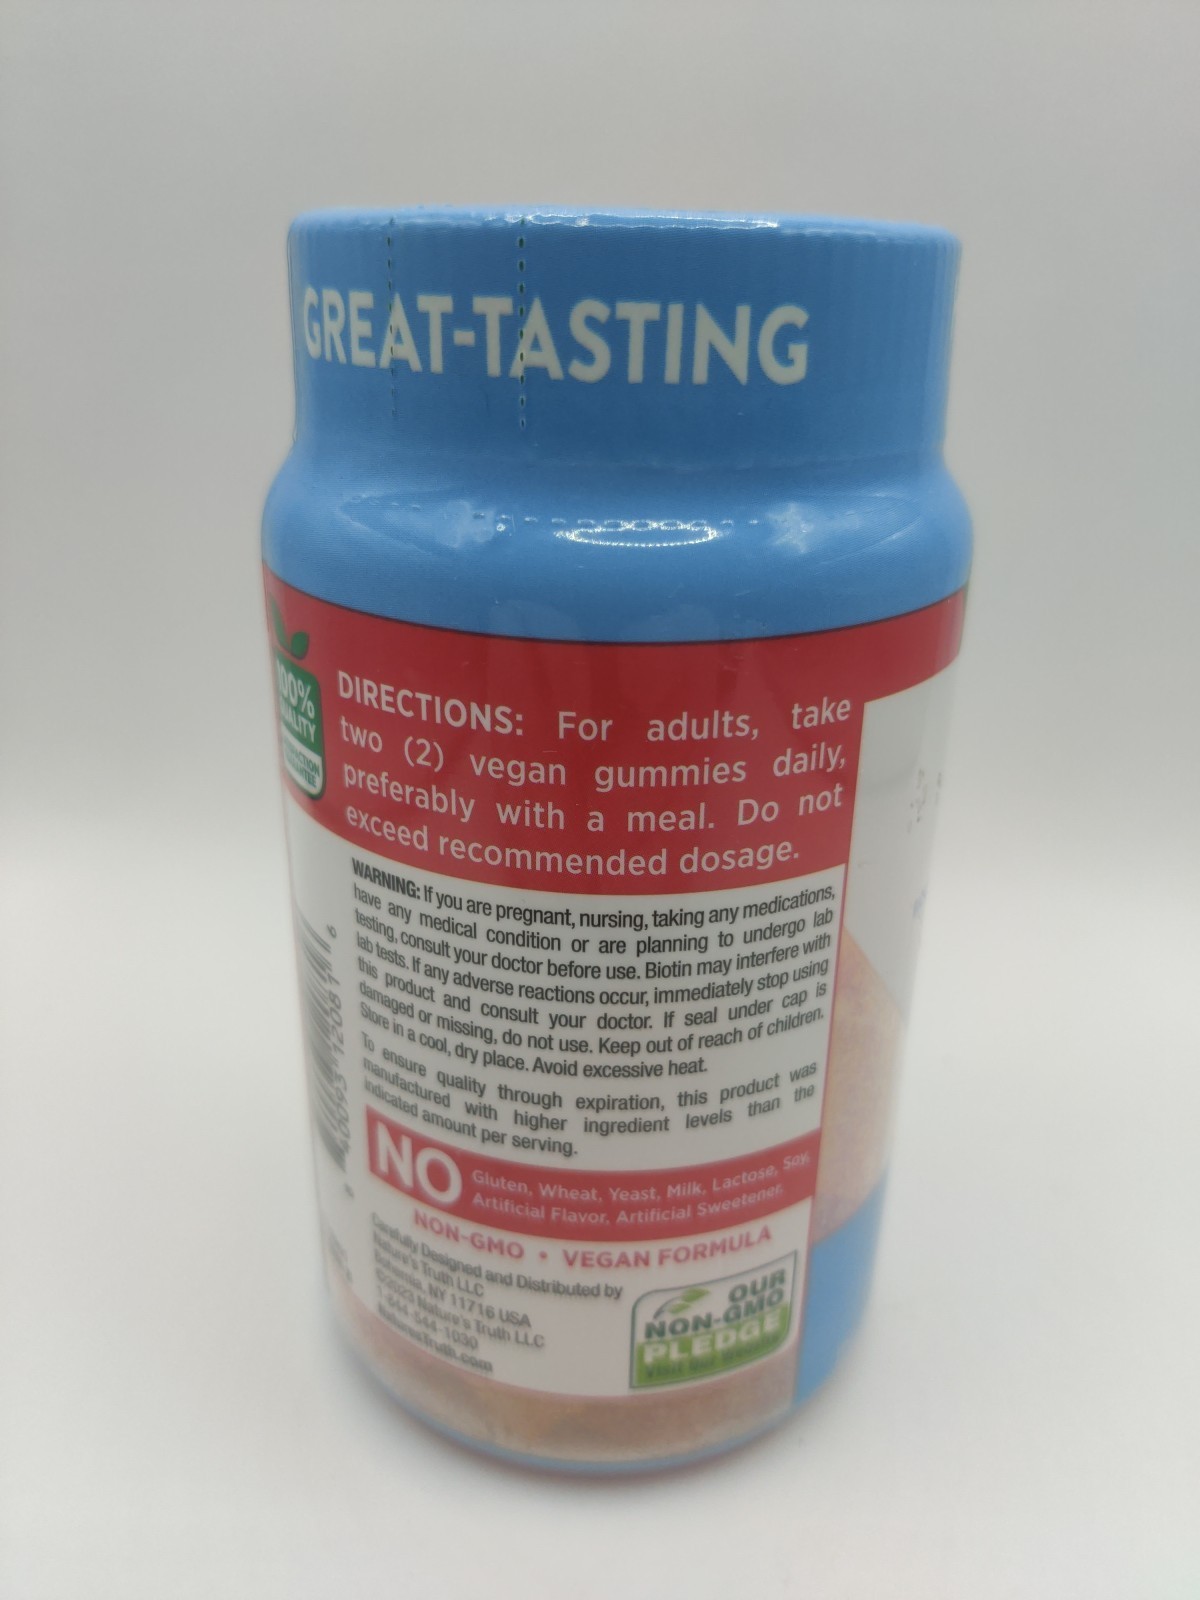 GREAT-TASTING
100%
DIRECTIONS: For adults, take
two (2) vegan gummies daily,
preferably with a meal. Do not
exceed recommended dosage.
WARNING: If you are pregnant, nursing, taking any medications,
have any medical condition or are planning to undergo lab
testing, consult your doctor before use. Biotin may interfere with
lab tests. If any adverse reactions occur, immediately stop using
this product and consult your doctor. If seal under cap is
damaged or missing, do not use. Keep out of reach of children.
Store in a cool, dry place. Avoid excessive heat.
To ensure quality through expiration, this product was
manufactured with higher ingredient levels than the
indicated amount per serving.
NO
Gluten, Wheat, Yeast, Milk, Lactose, Soy,
Artificial Flavor, Artificial Sweetener.
NON-GMO • VEGAN FORMULA
Carefully Designed and Distributed by
Nature's Truth LLC
Bohemia, NY 11716 USA
©2023 Nature's Truth LLC
1-844-544-1030
NaturesTruth.com
OUR
NON-GMO
PLEDGE